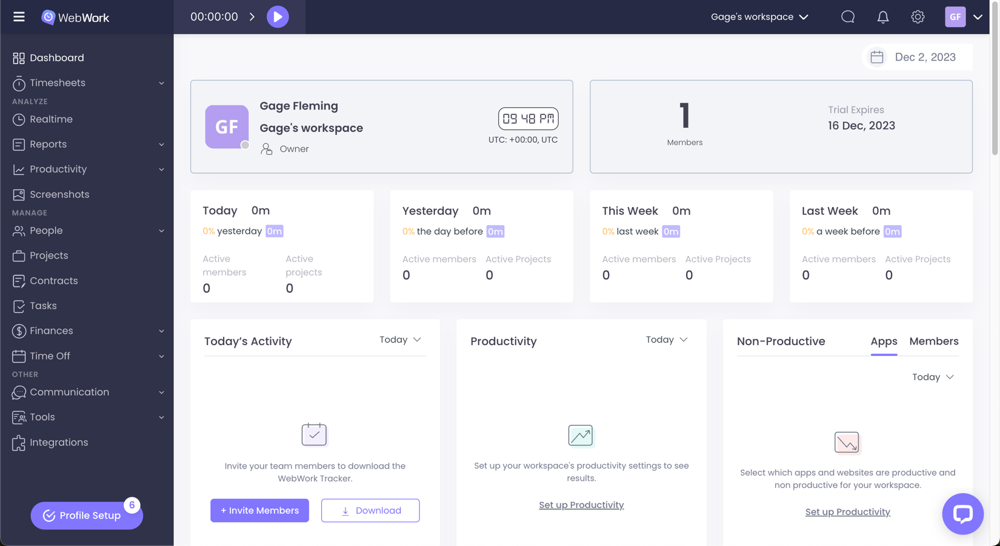 WebWork
00:00:00
Gage's workspace
GF
Dashboard
Timesheets
ANALYZE
Realtime
Reports
Productivity
Screenshots
MANAGE
People
Projects
Contracts
Tasks
Finances
Time Off
OTHER
Communication
Tools
Integrations
Profile Setup
6
Dec 2, 2023
GF
Gage Fleming
Gage's workspace
Owner
09 48 PM
UTC: +00:00, UTC
1
Members
Trial Expires
16 Dec, 2023
Today 0m
0% yesterday 0m
Active members
0
Active projects
0
Yesterday 0m
0% the day before 0m
Active members Active Projects
0 0
This Week 0m
0% last week 0m
Active members Active Projects
0 0
Last Week 0m
0% a week before 0m
Active members Active Projects
0 0
Today’s Activity Today
Invite your team members to download the
WebWork Tracker.
+ Invite Members Download
Productivity Today
Set up your workspace's productivity settings to see
results.
Set up Productivity
Non-Productive Apps Members
Today
Select which apps and websites are productive and
non productive for your workspace.
Set up Productivity